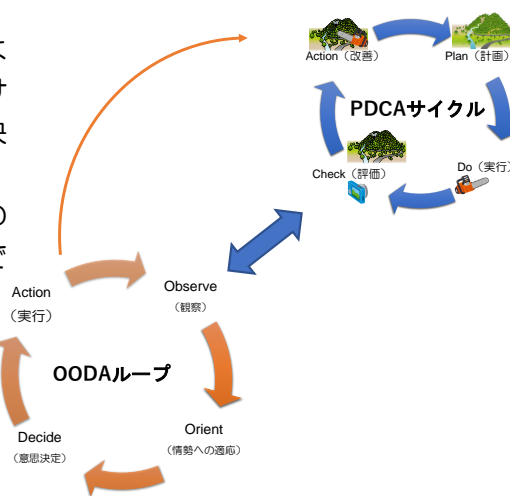 Action（改善）
Plan（計画）
PDCAサイクル
Check（評価）
Do（実行）
Observe
（観察）
Action
（実行）
OODAループ
Orient
（情勢への適応）
Decide
（意思決定）